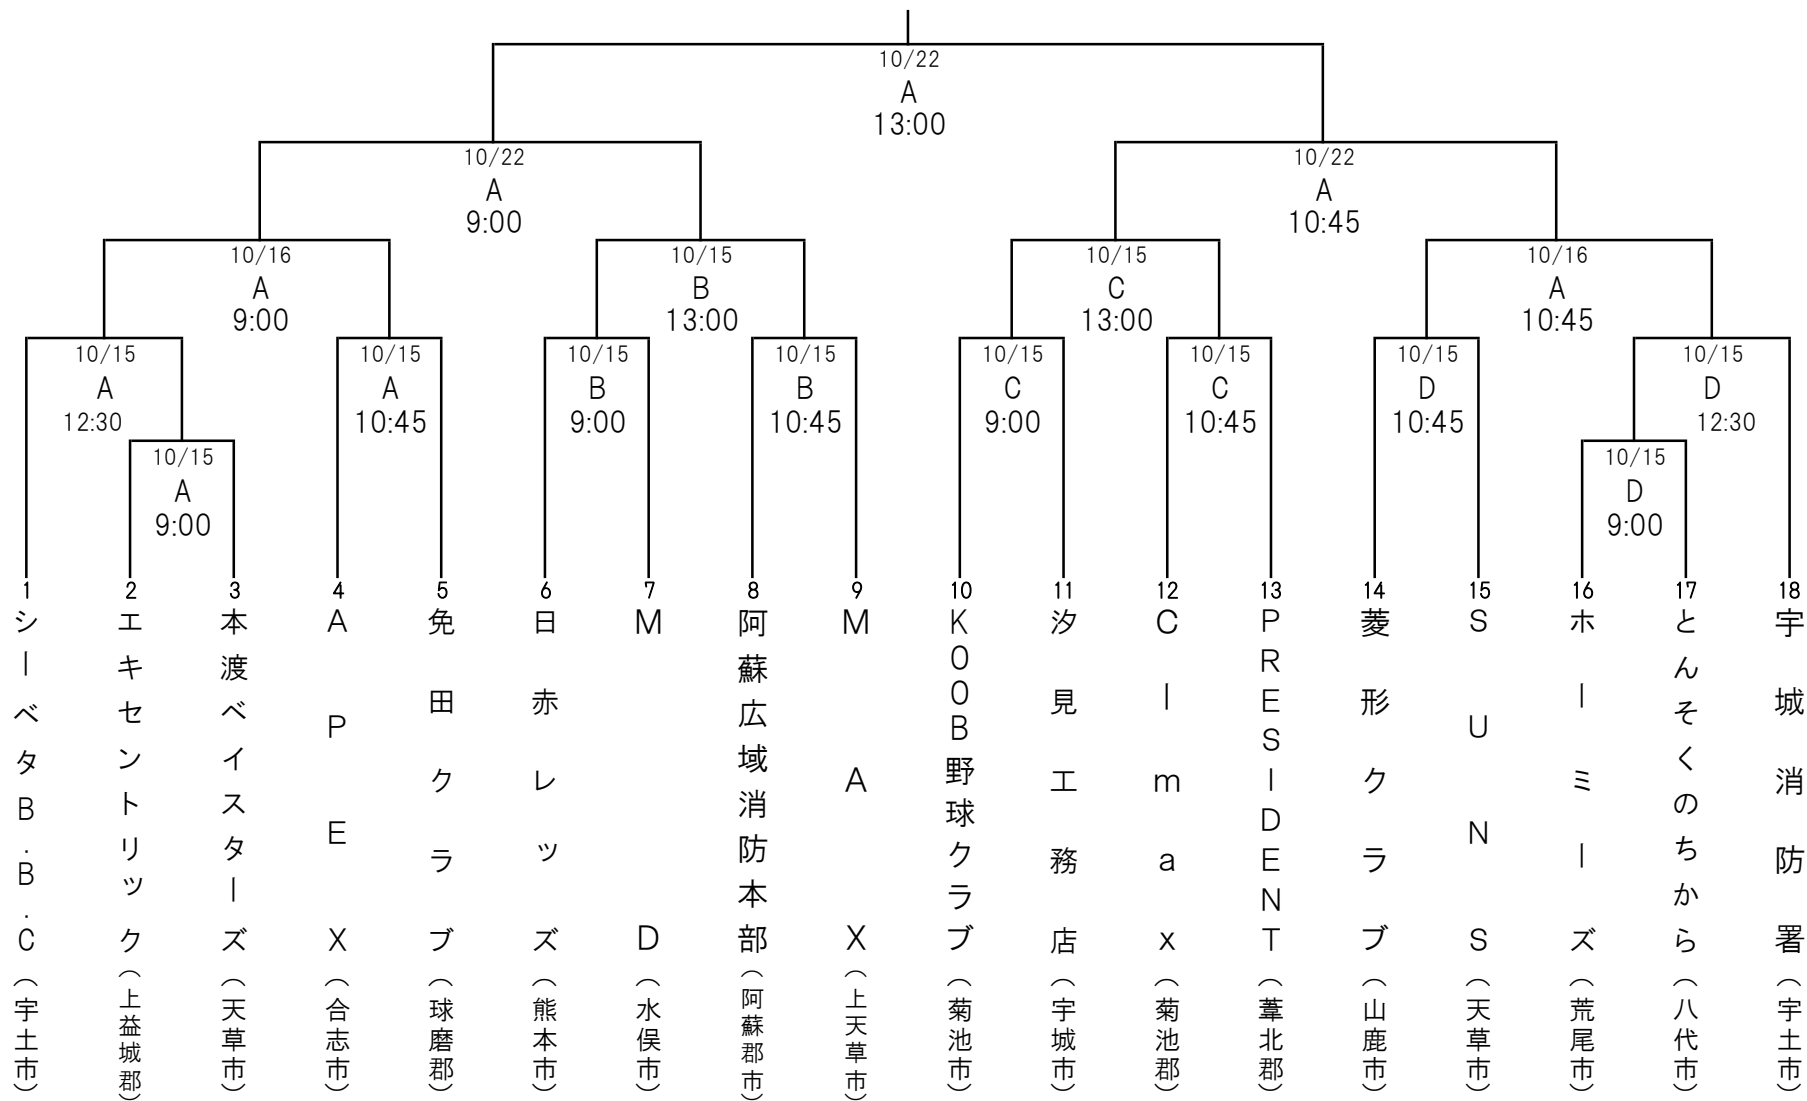 10/22
A
13:00
10/22
A
9:00
10/22
A
10:45
10/16
A
9:00
10/15
B
13:00
10/15
C
13:00
10/16
A
10:45
10/15
A
12:30
10/15
A
10:45
10/15
B
9:00
10/15
B
10:45
10/15
C
9:00
10/15
C
10:45
10/15
D
10:45
10/15
D
12:30
10/15
A
9:00
10/15
D
9:00
1
シーベタB.B.C(宇土市)
2
エキセントリック(上益城郡)
3
本渡ベイスターズ(天草市)
4
APEX(合志市)
5
免田クラブ(球磨郡)
6
日赤レッズ(熊本市)
7
MD(水俣市)
8
阿蘇広域消防本部(阿蘇郡市)
9
MAX(上天草市)
10
KOOB野球クラブ(菊池市)
11
汐見工務店(宇城市)
12
Clmax(菊池郡)
13
PRESIDENT(葦北郡)
14
菱形クラブ(山鹿市)
15
SUNS(天草市)
16
ホーミーズ(荒尾市)
17
とんそくのちから(八代市)
18
宇城消防署(宇土市)